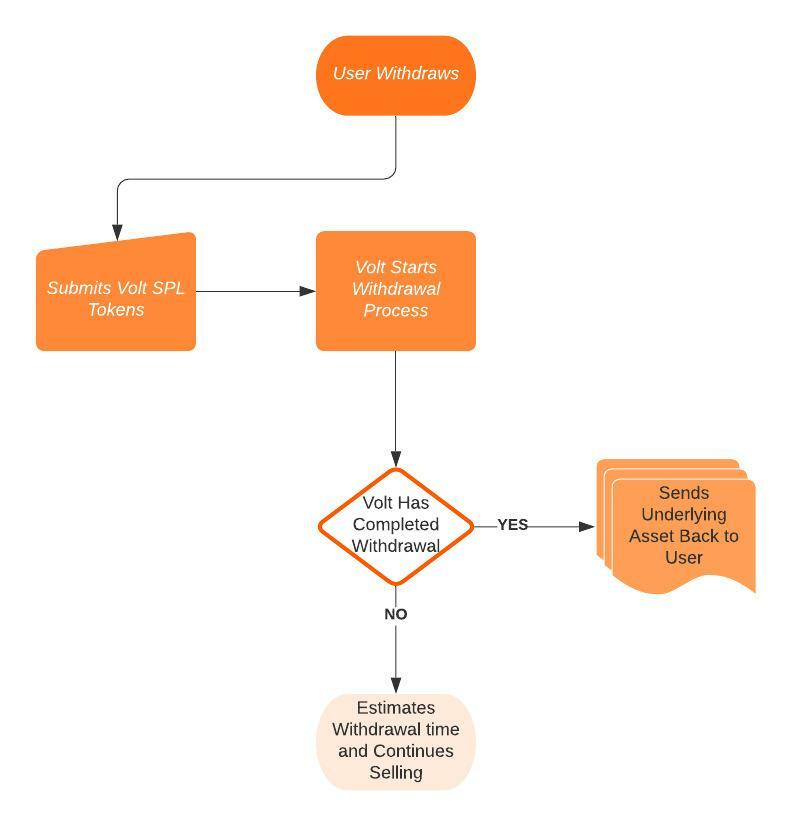 User Withdraws
Submits Volt SPL
Tokens
Volt Starts
Withdrawal
Process
Volt Has
Completed
Withdrawal
YES
Sends
Underlying
Asset Back to
User
NO
Estimates
Withdrawal time
and Continues
Selling